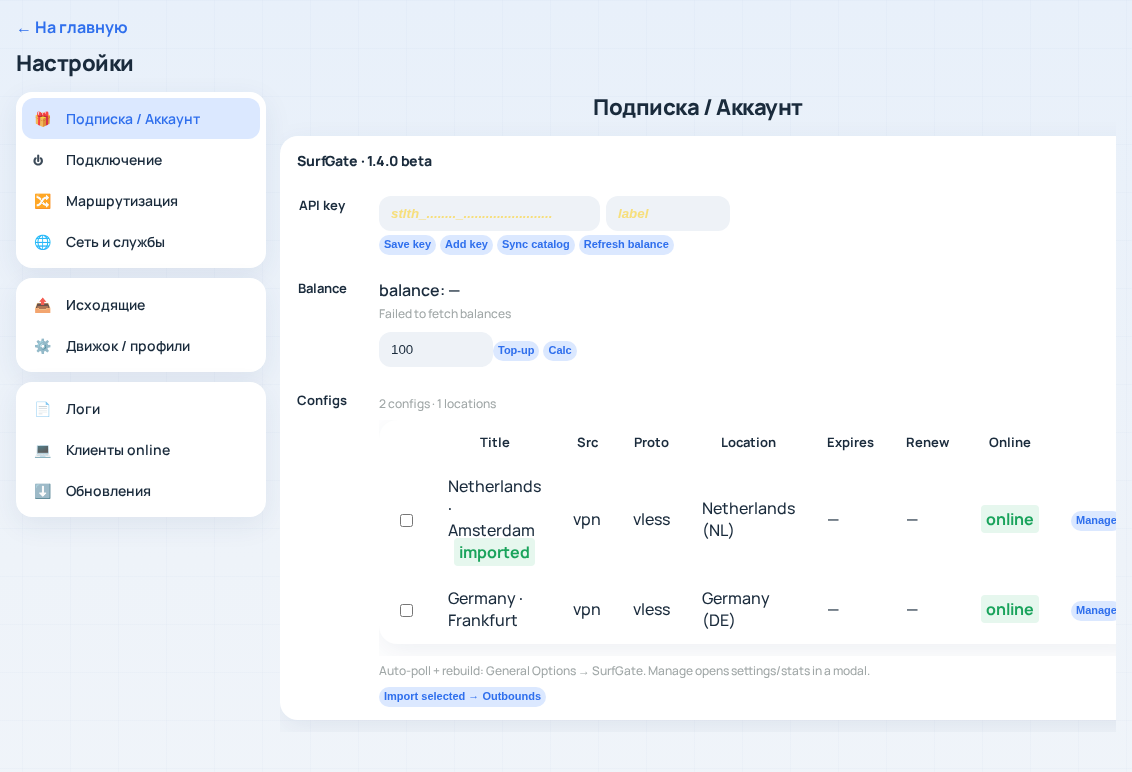 ← На главную
Настройки
Подписка / Аккаунт
Подключение
Маршрутизация
Сеть и службы
Исходящие
Движок / профили
Логи
Клиенты online
Обновления
Подписка / Аккаунт
SurfGate · 1.4.0 beta
API key
stlth_........_........................ label
Save key Add key Sync catalog Refresh balance
Balance
balance: —
Failed to fetch balances
100 Top-up Calc
Configs
2 configs · 1 locations
Title Src Proto Location Expires Renew Online
Netherlands
·
Amsterdam
imported
vpn vless
Netherlands
(NL)
— — online Manage
Germany ·
Frankfurt
vpn vless
Germany
(DE)
— — online Manage
Auto-poll + rebuild: General Options → SurfGate. Manage opens settings/stats in a modal.
Import selected → Outbounds